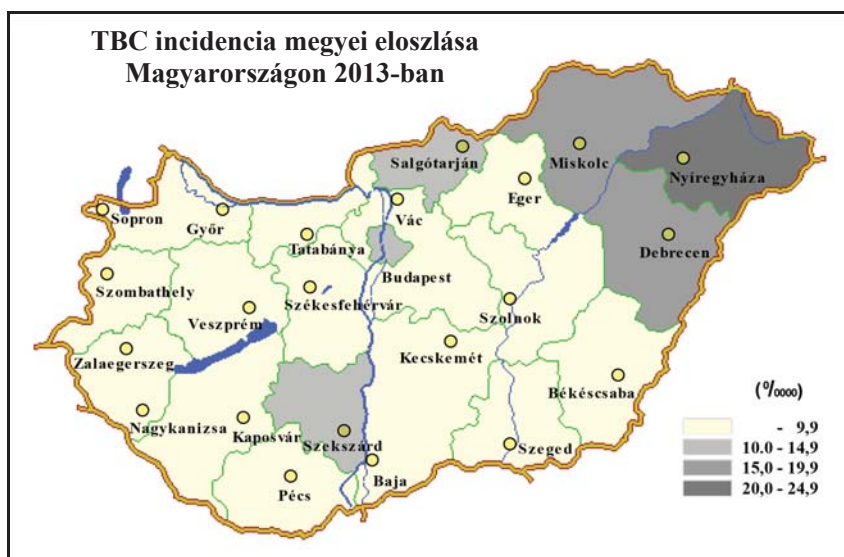 TBC incidencia megyei eloszlása
Magyarországon 2013-ban
Salgótarján
Miskolc
Nyíregyháza
Eger
Vác
Sopron
Győr
Tatabánya
Debrecen
Budapest
Szombathely
Székesfehérvár
Veszprém
Szolnok
Kecskemét
Zalaegerszeg
Békéscsaba
Nagykanizsa
Kaposvár
Szekszárd
Szeged
Baja
Pécs
(%0000)
- 9,9
10.0 - 14,9
15,0 - 19,9
20,0 - 24,9